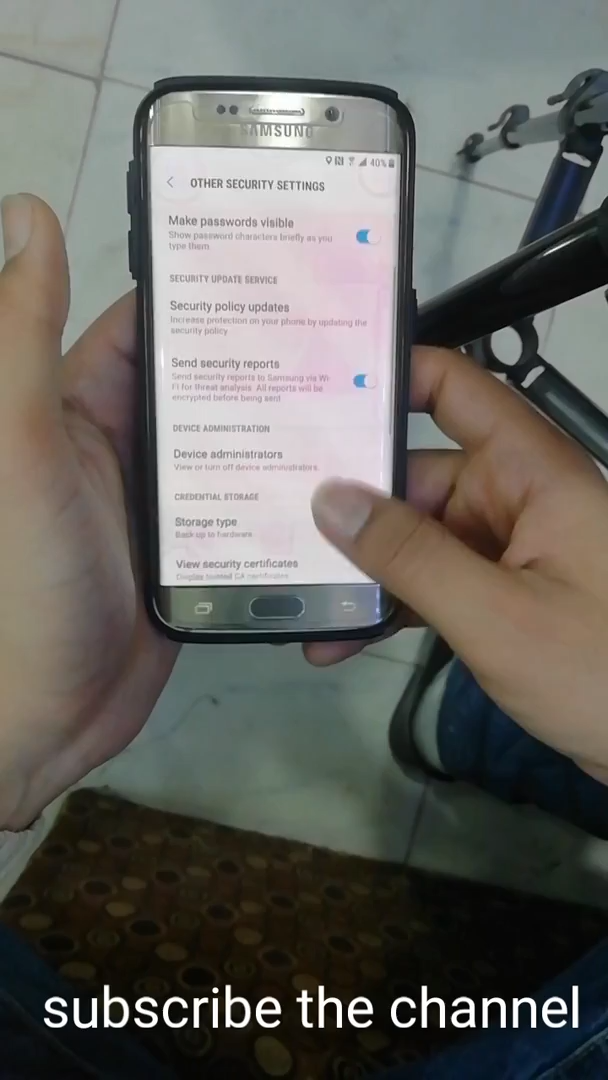 SAMSUNG
40%
OTHER SECURITY SETTINGS
Make passwords visible
Show password characters briefly as you
type them
SECURITY UPDATE SERVICE
Security policy updates
Increase protection on your phone by updating the
security policy
Send security reports
Send security reports to Samsung via Wi-
Fi for threat analysis. All reports will be
encrypted before being sent
DEVICE ADMINISTRATION
Device administrators
View or turn off device administrators.
CREDENTIAL STORAGE
Storage type
Back up to hardware
View security certificates
Display trusted CA certificates
subscribe the channel